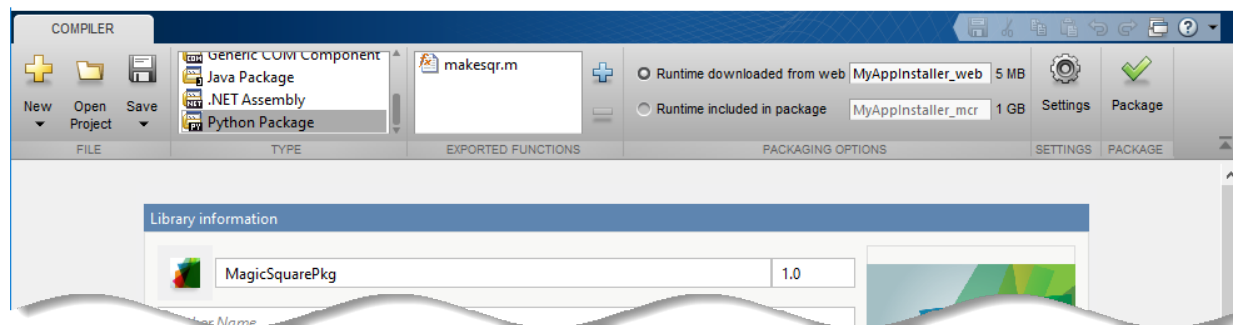 COMPILER
New
Open Project
Save
FILE
Generic COM Component
Java Package
.NET Assembly
Python Package
TYPE
makesqr.m
EXPORTED FUNCTIONS
Runtime downloaded from web MyAppInstaller_web 5 MB
Runtime included in package MyAppInstaller_mcr 1 GB
PACKAGING OPTIONS
Settings
SETTINGS
Package
PACKAGE
Library information
MagicSquarePkg 1.0
Name